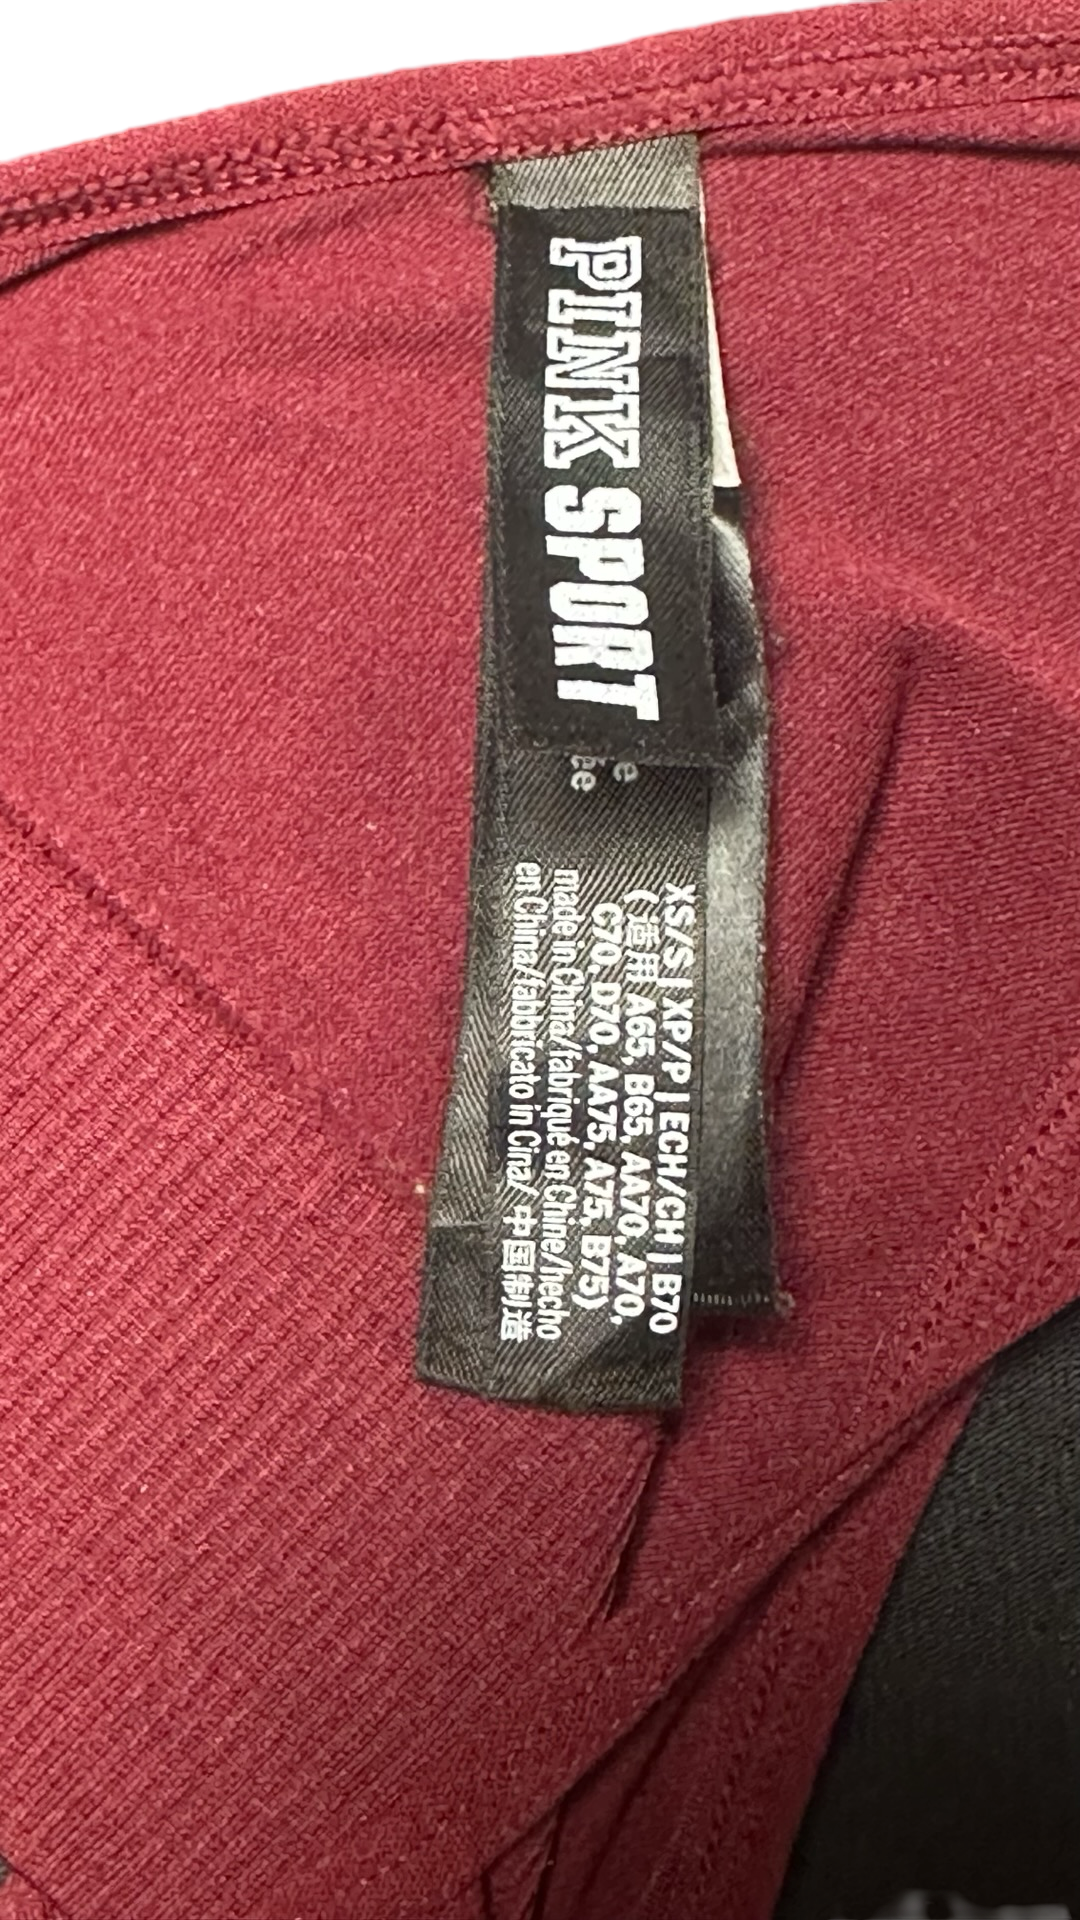 PINK SPORT
XS/S | XP/P | ECH/CH | B70
( 适用 A65, B65, AA70, A70,
C70, D70, AA75, A75, B75)
made in China/fabriqué en Chine/hecho
en China/fabbricato in Cina/ 中国制造